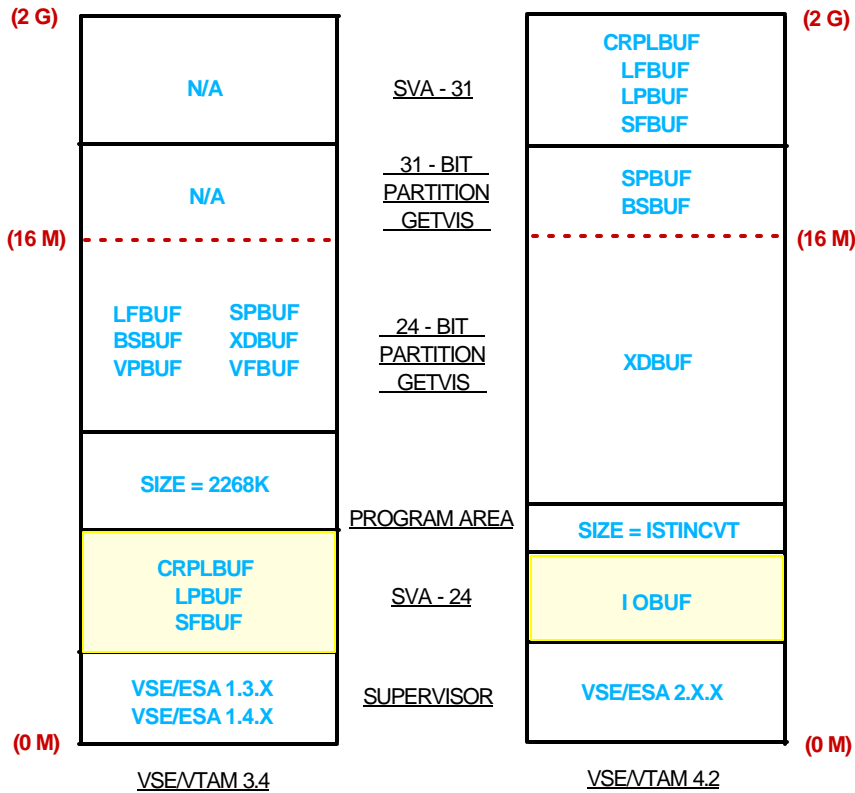 (2 G)
(2 G)
N/A
SVA - 31
CRPLBUF
LFBUF
LPBUF
SFBUF
N/A
31 - BIT
PARTITION
GETVIS
SPBUF
BSBUF
(16 M)
(16 M)
LFBUF SPBUF
BSBUF XDBUF
VPBUF VFBUF
24 - BIT
PARTITION
GETVIS
XDBUF
SIZE = 2268K
PROGRAM AREA
SIZE = ISTINCVT
CRPLBUF
LPBUF
SFBUF
SVA - 24
I OBUF
VSE/ESA 1.3.X
VSE/ESA 1.4.X
SUPERVISOR
VSE/ESA 2.X.X
(0 M)
(0 M)
VSE/VTAM 3.4
VSE/VTAM 4.2